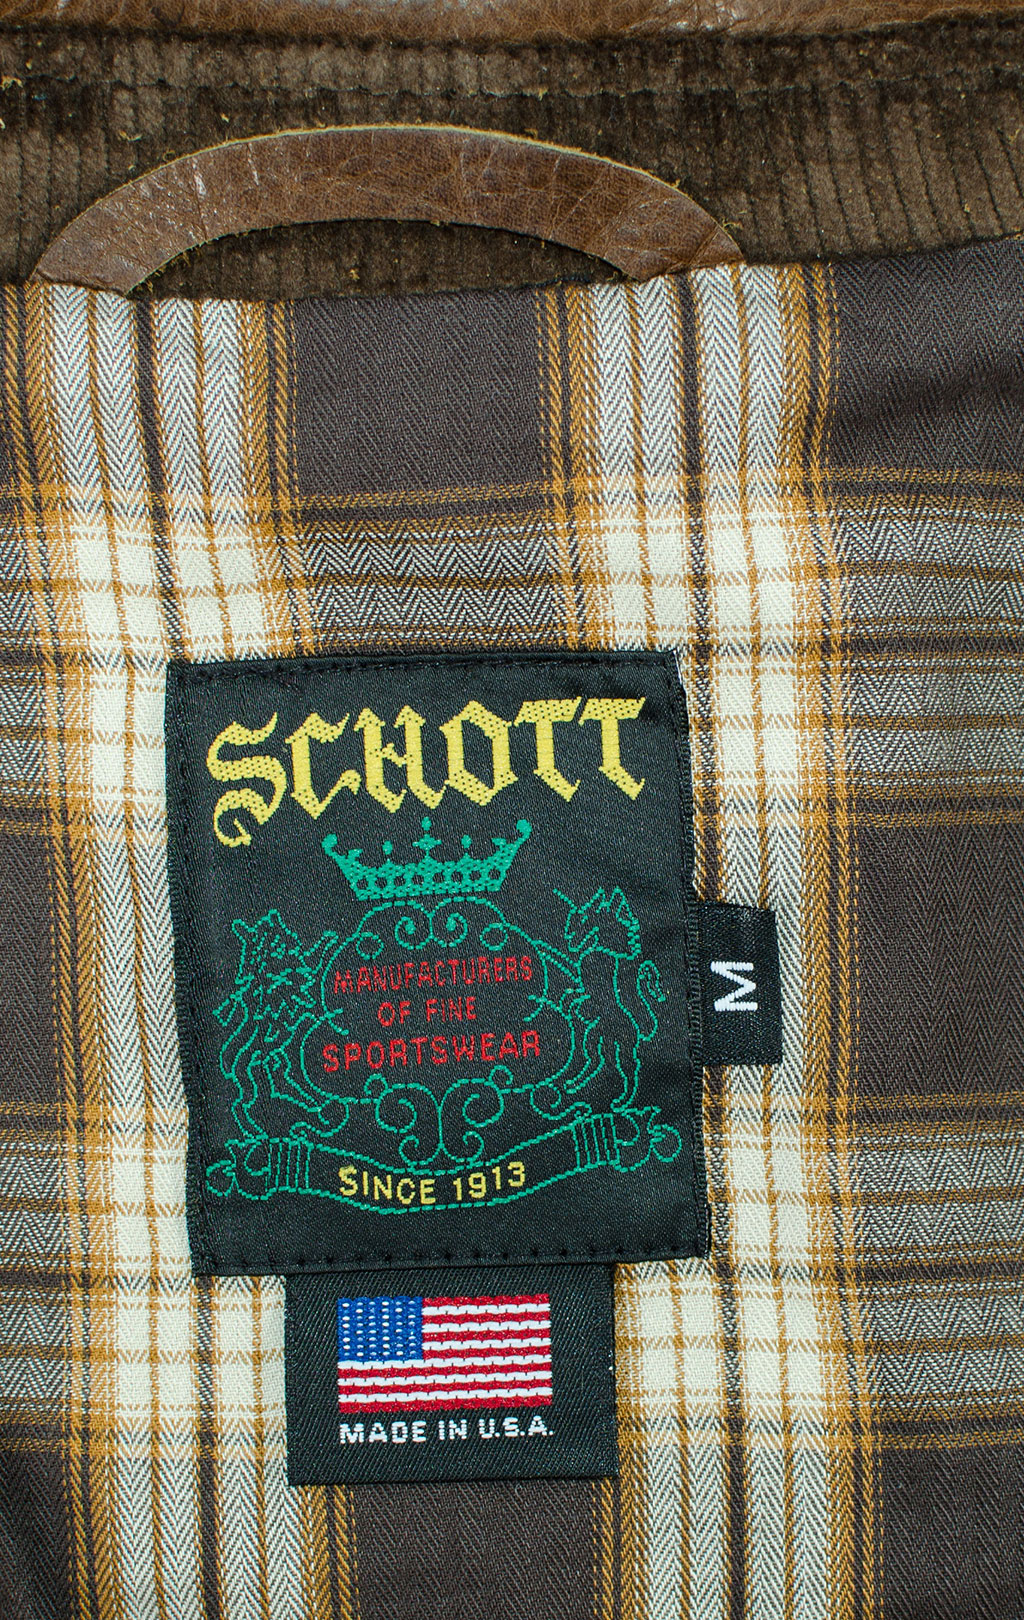 SCHOTT
MANUFACTURERS
OF FINE
SPORTSWEAR
SINCE 1913
M
MADE IN U.S.A.